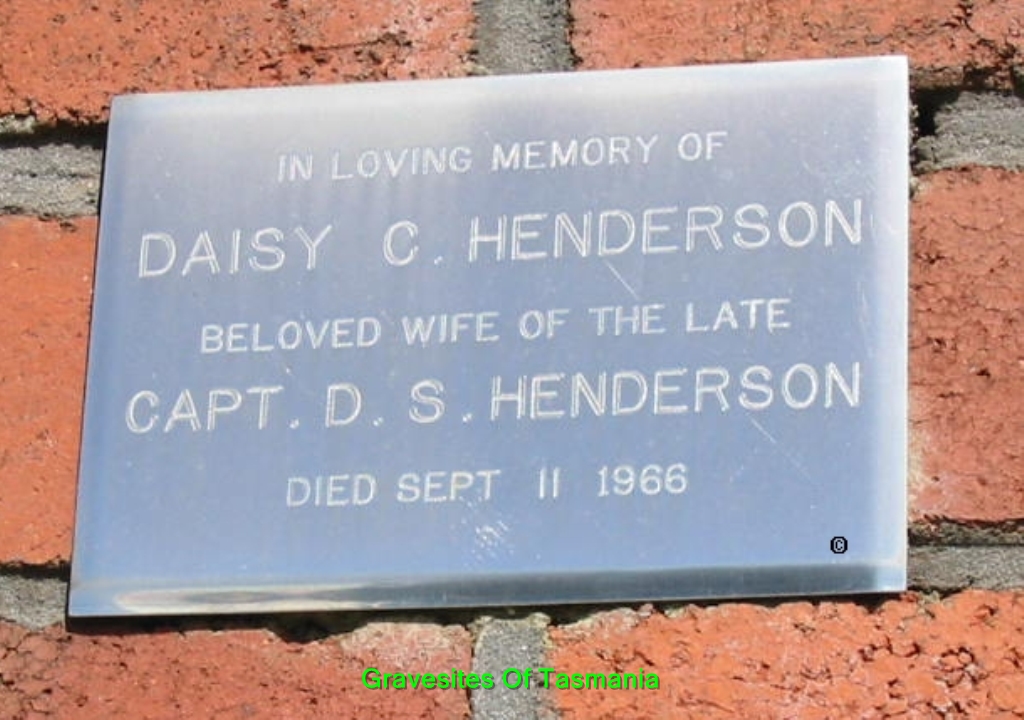 IN LOVING MEMORY OF
DAISY C. HENDERSON
BELOVED WIFE OF THE LATE
CAPT. D. S. HENDERSON
DIED SEPT 11 1966
©
Gravesites Of Tasmania